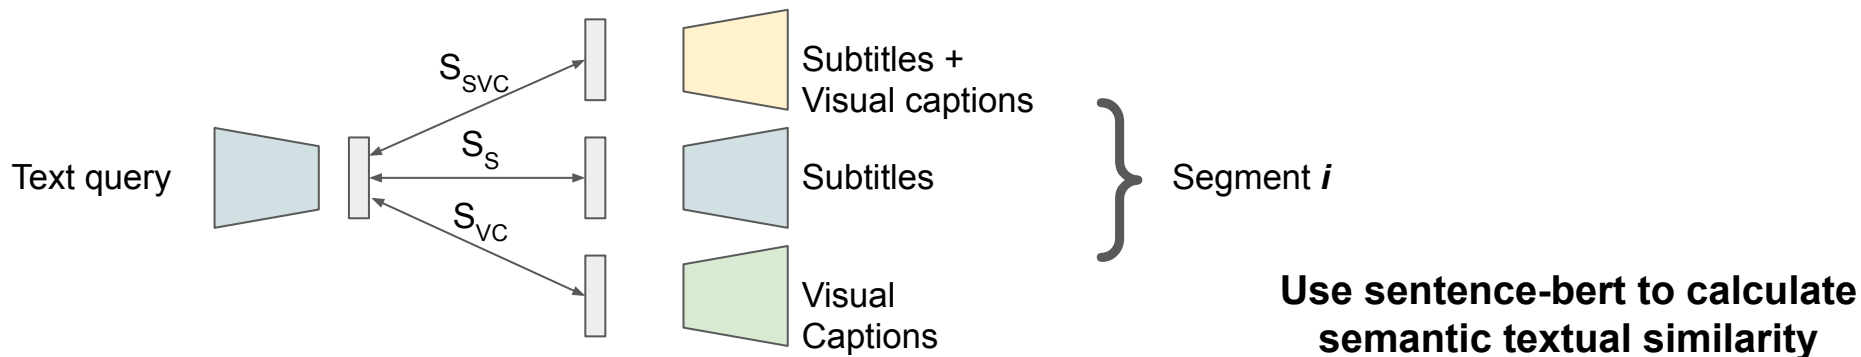 S_SVC
Subtitles +
Visual captions
S_S
Text query
Subtitles
Segment i
S_VC
Visual
Captions
Use sentence-bert to calculate
semantic textual similarity